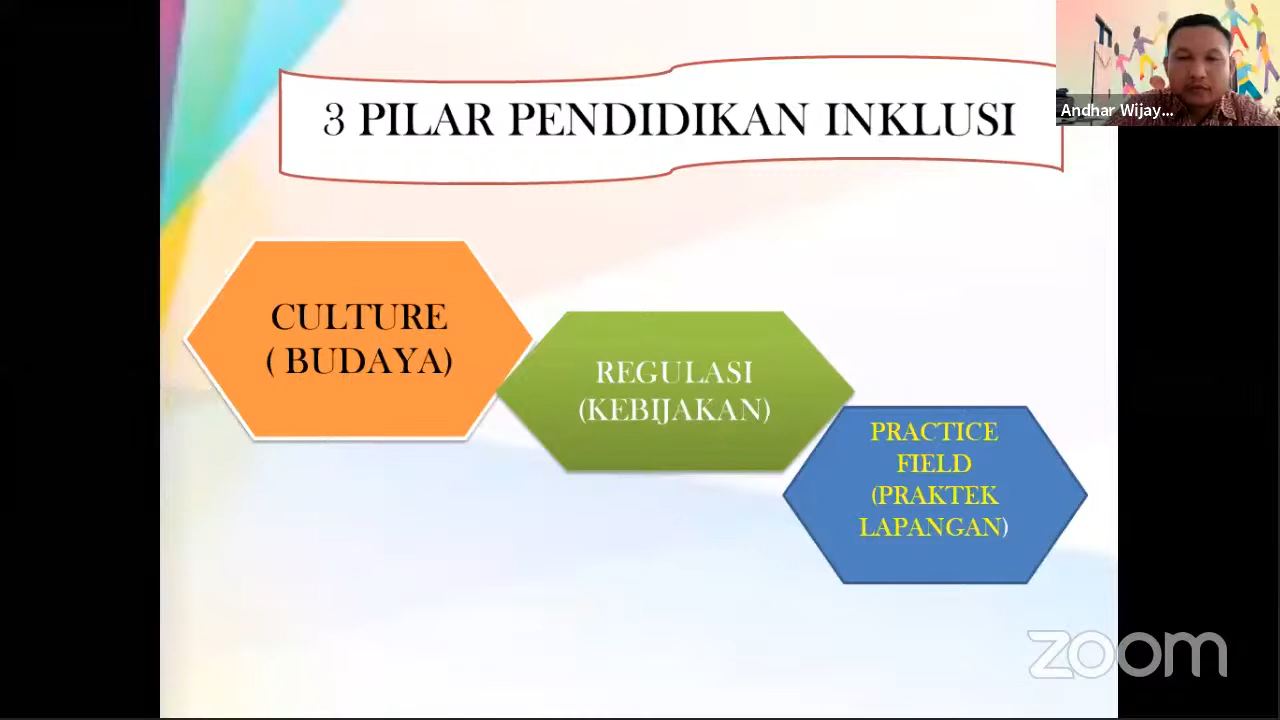 3 PILAR PENDIDIKAN INKLUSI
Andhar Wijay...
CULTURE
( BUDAYA)
REGULASI
(KEBIJAKAN)
PRACTICE
FIELD
(PRAKTEK
LAPANGAN)
zoom